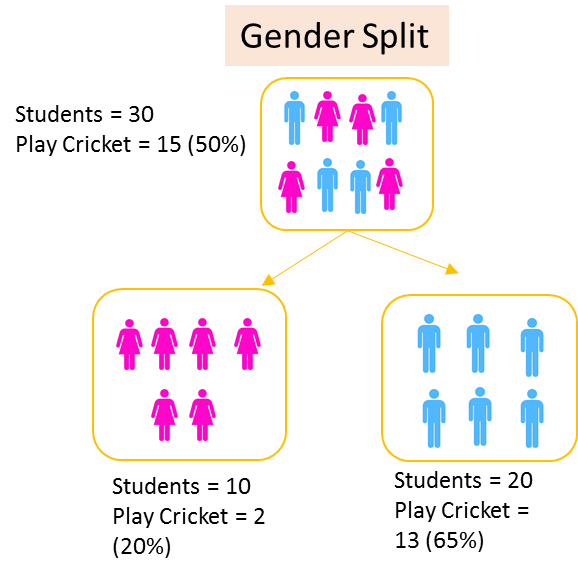 Gender Split
Students = 30
Play Cricket = 15 (50%)
Students = 10
Play Cricket = 2
(20%)
Students = 20
Play Cricket =
13 (65%)